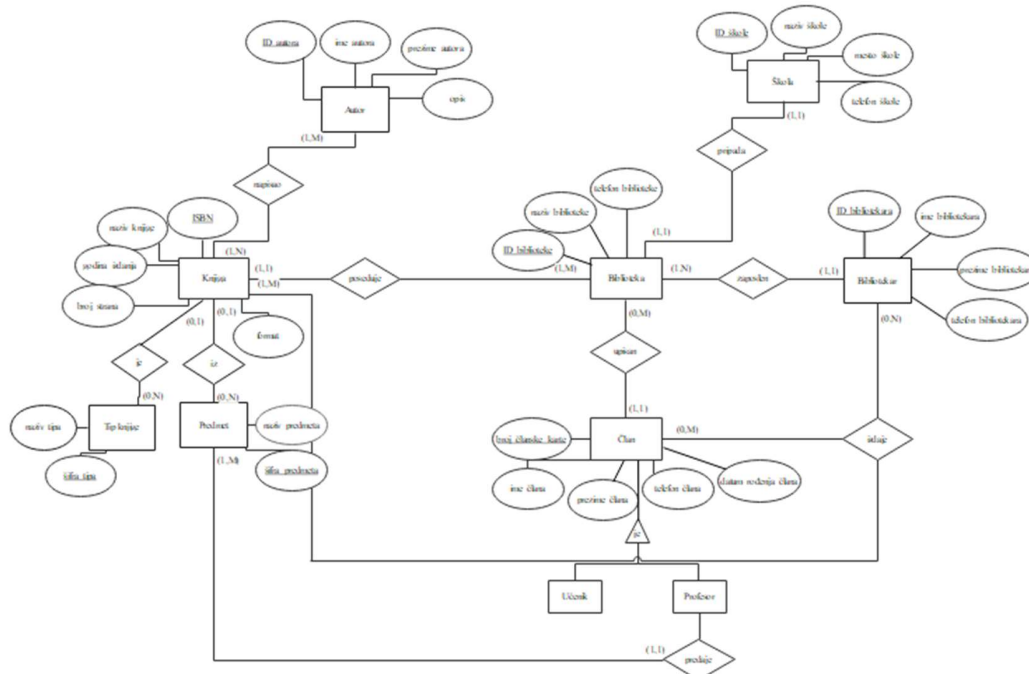 ID autora
ime autora
prezime autora
opis
Autor
(1,M)
napisao
ID škole
naziv škole
mesto škole
telefon škole
Škola
(1,1)
pripada
ISBN
naziv knjige
godina izdanja
broj strana
Knjiga
(1,N)
(1,1)
(1,M)
(0,1)
(0,1)
format
poseduje
telefon biblioteke
naziv biblioteke
ID biblioteke
(1,M)
Biblioteka
(1,1)
(1,N)
(0,M)
zaposlen
ID bibliotekara
ime bibliotekara
prezime bibliotekara
telefon bibliotekara
(1,1)
Bibliotekar
(0,N)
je
iz
upisan
(0,N)
(0,N)
naziv tipa
Tip knjige
šifra tipa
Predmet
naziv predmeta
šifra predmeta
(1,M)
(1,1)
broj članske karte
Član
(0,M)
izdaje
ime člana
prezime člana
telefon člana
datum rođenja člana
je
Učenik
Profesor
(1,1)
predaje